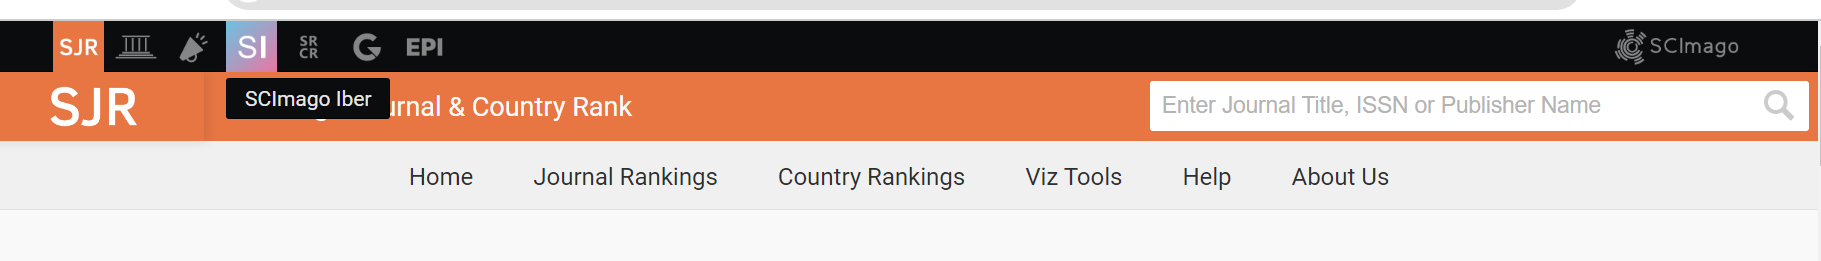 SJR
SI
SR
CR
G
EPI
SCImago
SCImago Iber
SJR
urnal & Country Rank
Enter Journal Title, ISSN or Publisher Name
Home
Journal Rankings
Country Rankings
Viz Tools
Help
About Us